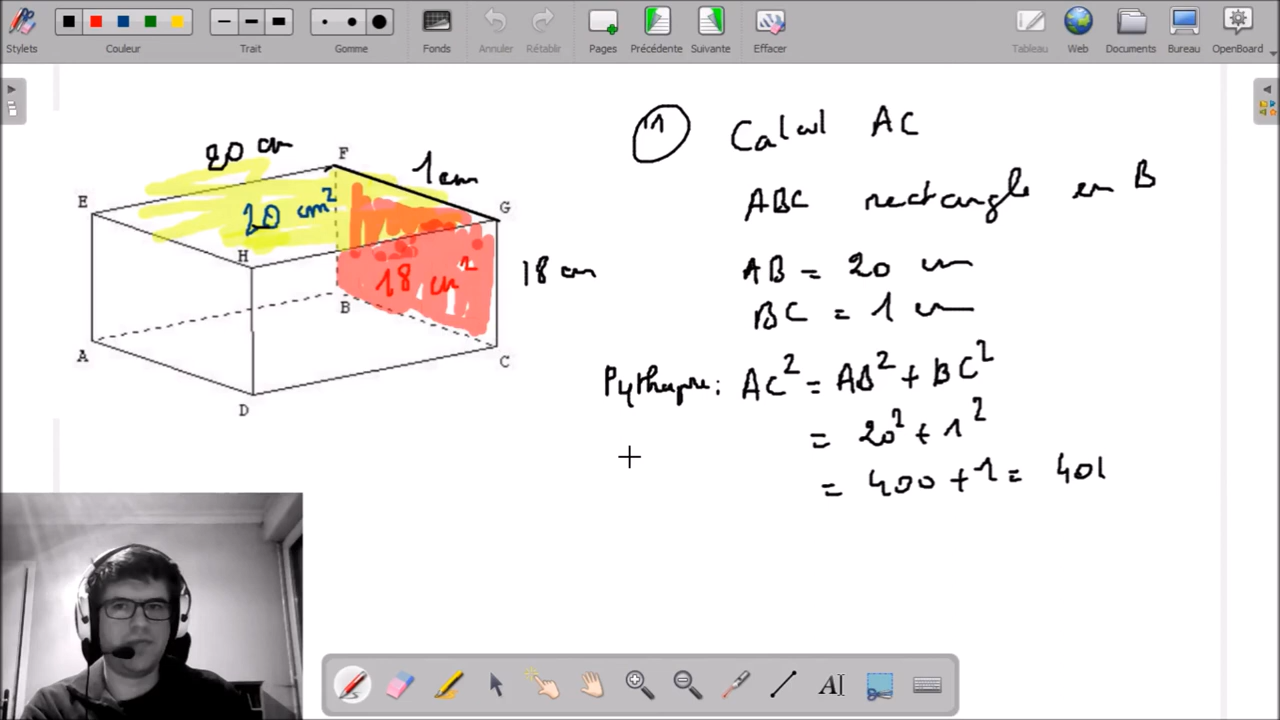 Stylets
Couleur
Trait
Gomme
Fonds
Annuler
Rétablir
Pages
Précédente
Suivante
Effacer
Tableau
Web
Documents
Bureau
OpenBoard
20 cm
F
1 cm
E
20 cm²
G
H
18 cm²
18 cm
B
A
C
D
1 Calcul AC
ABC rectangle en B
AB = 20 cm
BC = 1 cm
Pythagore : AC² = AB² + BC²
= 20² + 1²
= 400 + 1 = 401
AI